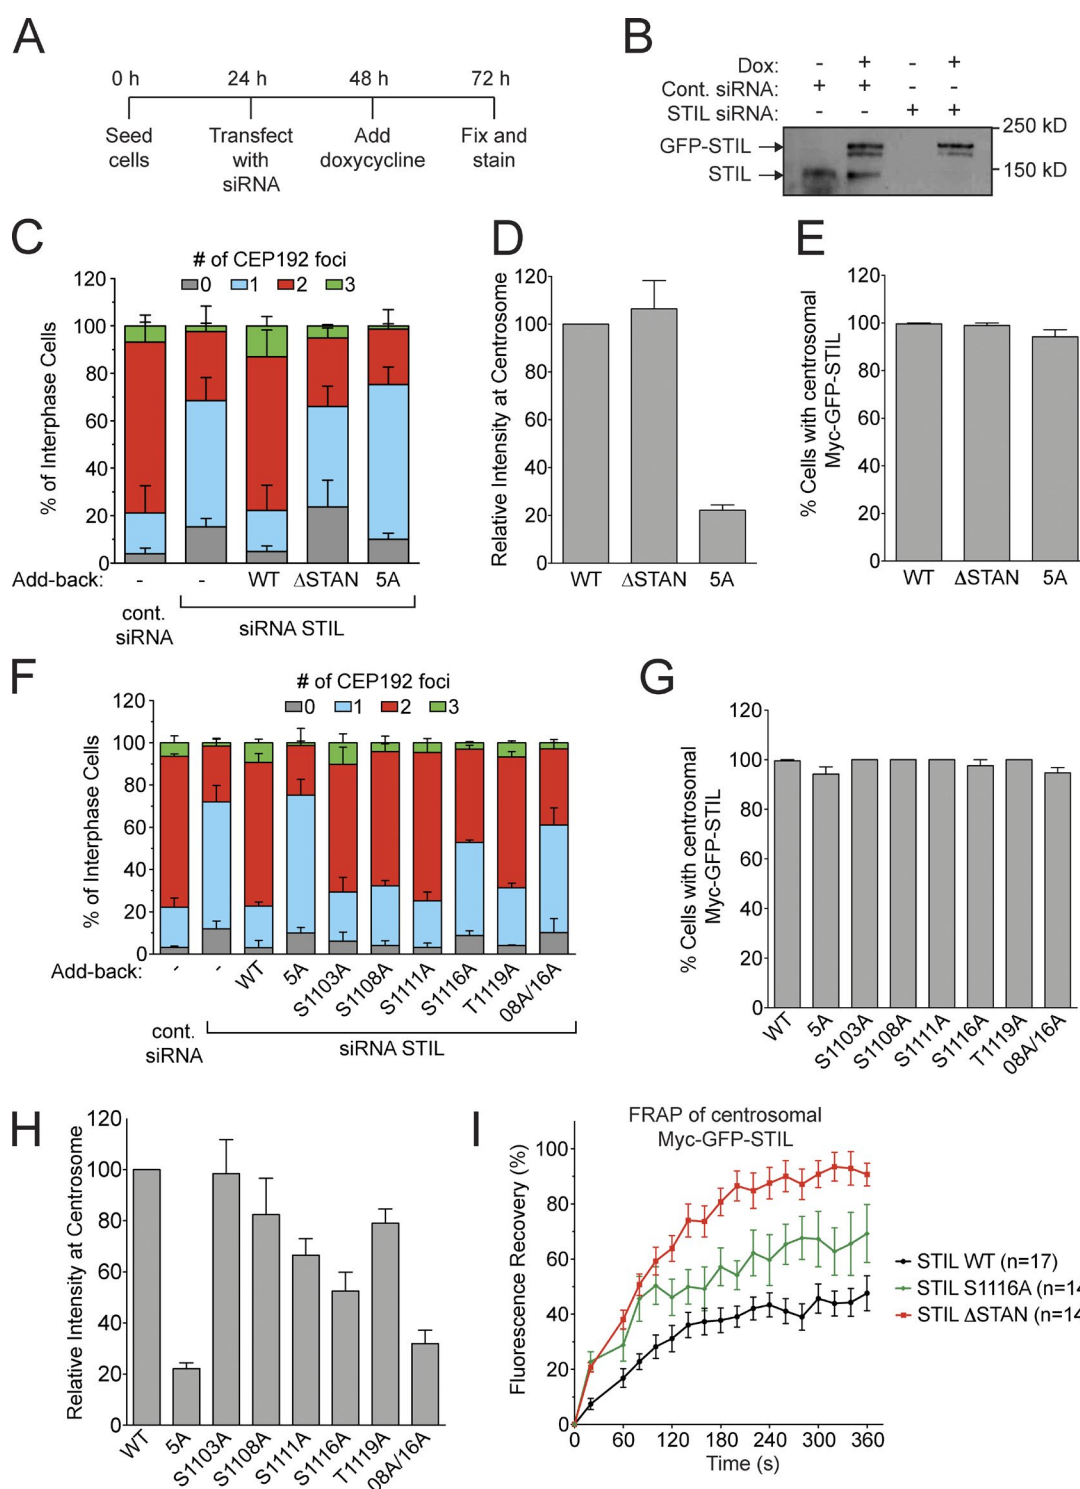 A
0 h 24 h 48 h 72 h
Seed cells
Transfect with siRNA
Add doxycycline
Fix and stain
B
Dox: - + - +
Cont. siRNA: + + - -
STIL siRNA: - - + +
250 kD
GFP-STIL
150 kD
STIL
C
# of CEP192 foci
0 1 2 3
% of Interphase Cells
120
100
80
60
40
20
0
Add-back: - - WT ΔSTAN 5A
cont. siRNA
siRNA STIL
D
Relative Intensity at Centrosome
120
100
80
60
40
20
0
WT ΔSTAN 5A
E
% Cells with centrosomal
Myc-GFP-STIL
120
100
80
60
40
20
0
WT ΔSTAN 5A
F
# of CEP192 foci
0 1 2 3
% of Interphase Cells
120
100
80
60
40
20
0
Add-back: - - WT 5A S1103A S1108A S1111A S1116A T1119A 08A/16A
cont. siRNA
siRNA STIL
G
% Cells with centrosomal
Myc-GFP-STIL
120
100
80
60
40
20
0
WT 5A S1103A S1108A S1111A S1116A T1119A 08A/16A
H
Relative Intensity at Centrosome
120
100
80
60
40
20
0
WT 5A S1103A S1108A S1111A S1116A T1119A 08A/16A
I
FRAP of centrosomal
Myc-GFP-STIL
Fluorescence Recovery (%)
100
80
60
40
20
0
0 60 120 180 240 300 360
Time (s)
STIL WT (n=17)
STIL S1116A (n=14
STIL ΔSTAN (n=14